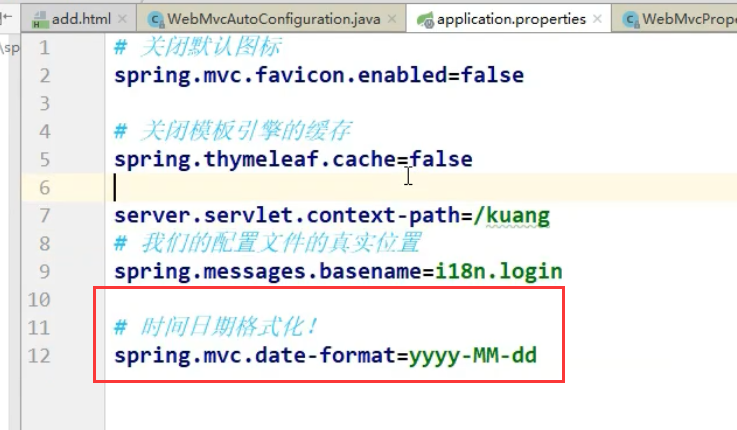 add.html × WebMvcAutoConfiguration.java × application.properties × WebMvcProp
\sp
1 # 关闭默认图标
2 spring.mvc.favicon.enabled=false
3
4 # 关闭模板引擎的缓存
5 spring.thymeleaf.cache=false
6
7 server.servlet.context-path=/kuang
8 # 我们的配置文件的真实位置
9 spring.messages.basename=i18n.login
10
11 # 时间日期格式化!
12 spring.mvc.date-format=yyyy-MM-dd